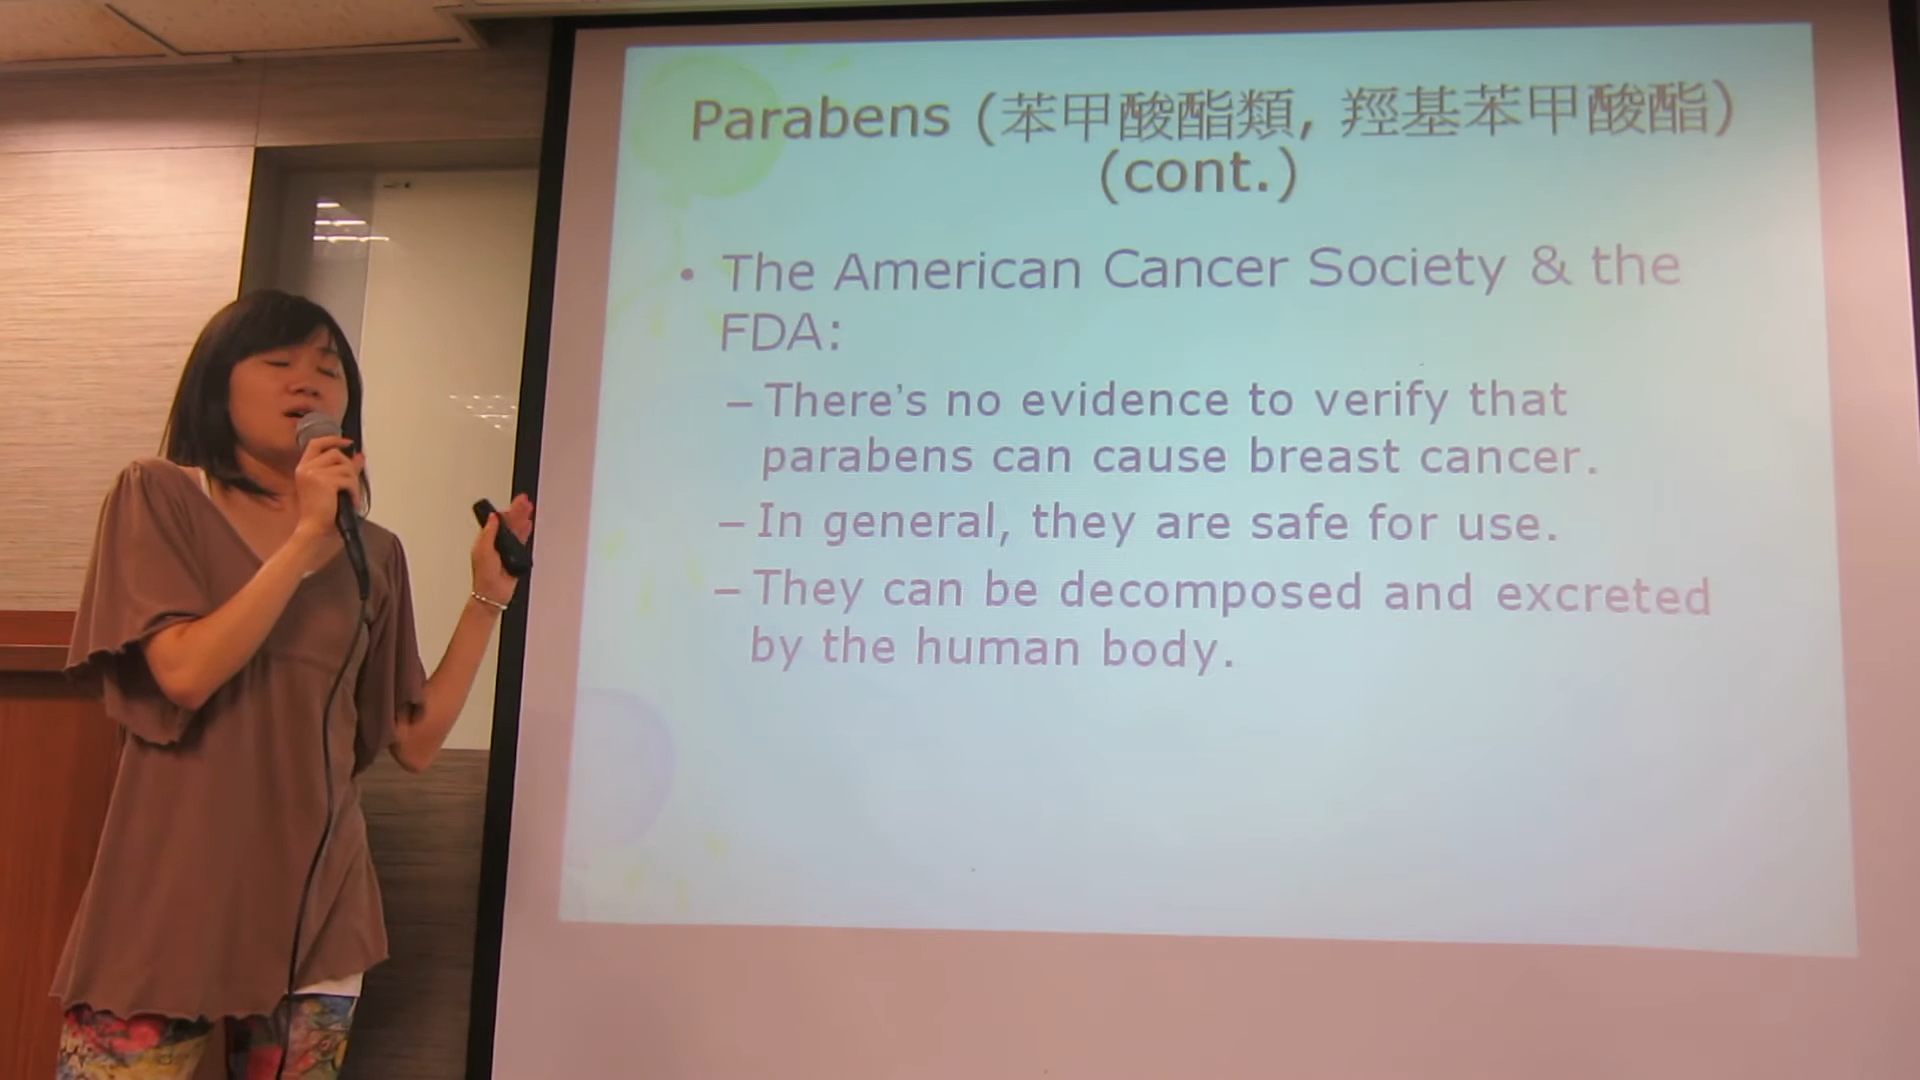 Parabens (苯甲酸酯類, 羥基苯甲酸酯)
(cont.)
• The American Cancer Society & the
FDA:
– There's no evidence to verify that
parabens can cause breast cancer.
– In general, they are safe for use.
– They can be decomposed and excreted
by the human body.